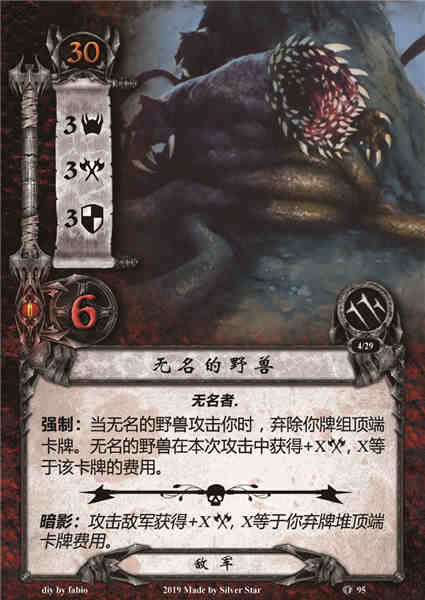 30
3
3
3
6
4/29
无名的野兽
无名者.
强制：当无名的野兽攻击你时，弃除你牌组顶端
卡牌。无名的野兽在本次攻击中获得+X，X等
于该卡牌的费用。
暗影：攻击敌军获得+X，X等于你弃牌堆顶端
卡牌费用。
敌军
diy by fabio 2019 Made by Silver Star 95